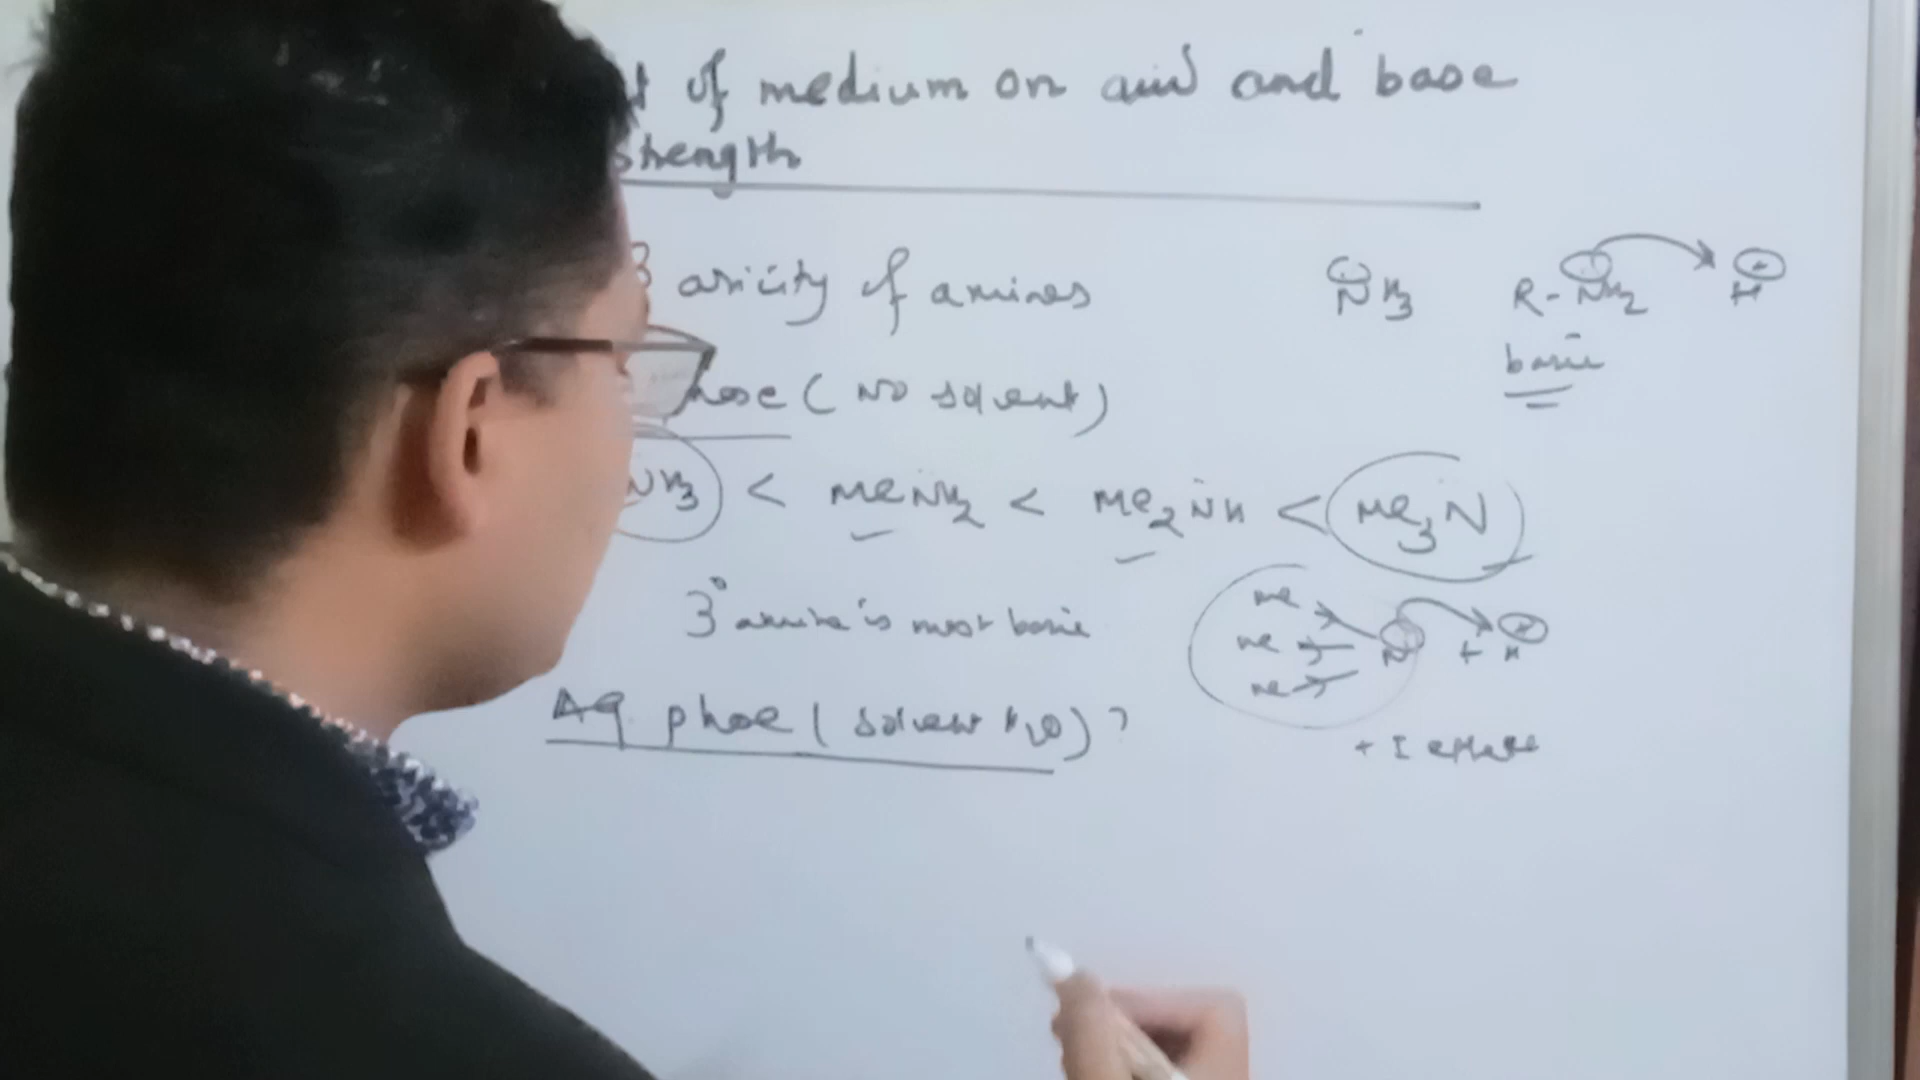 of medium on acid and base
strength
Basicity of amines NH3 R-NH2 H+
basic
(No solvent)
NH3 < MeNH2 < Me2NH < Me3N
3° amine is most basic
Me
Me N + H+
Me
Aq phase (solvent H2O) ?
+ I effect